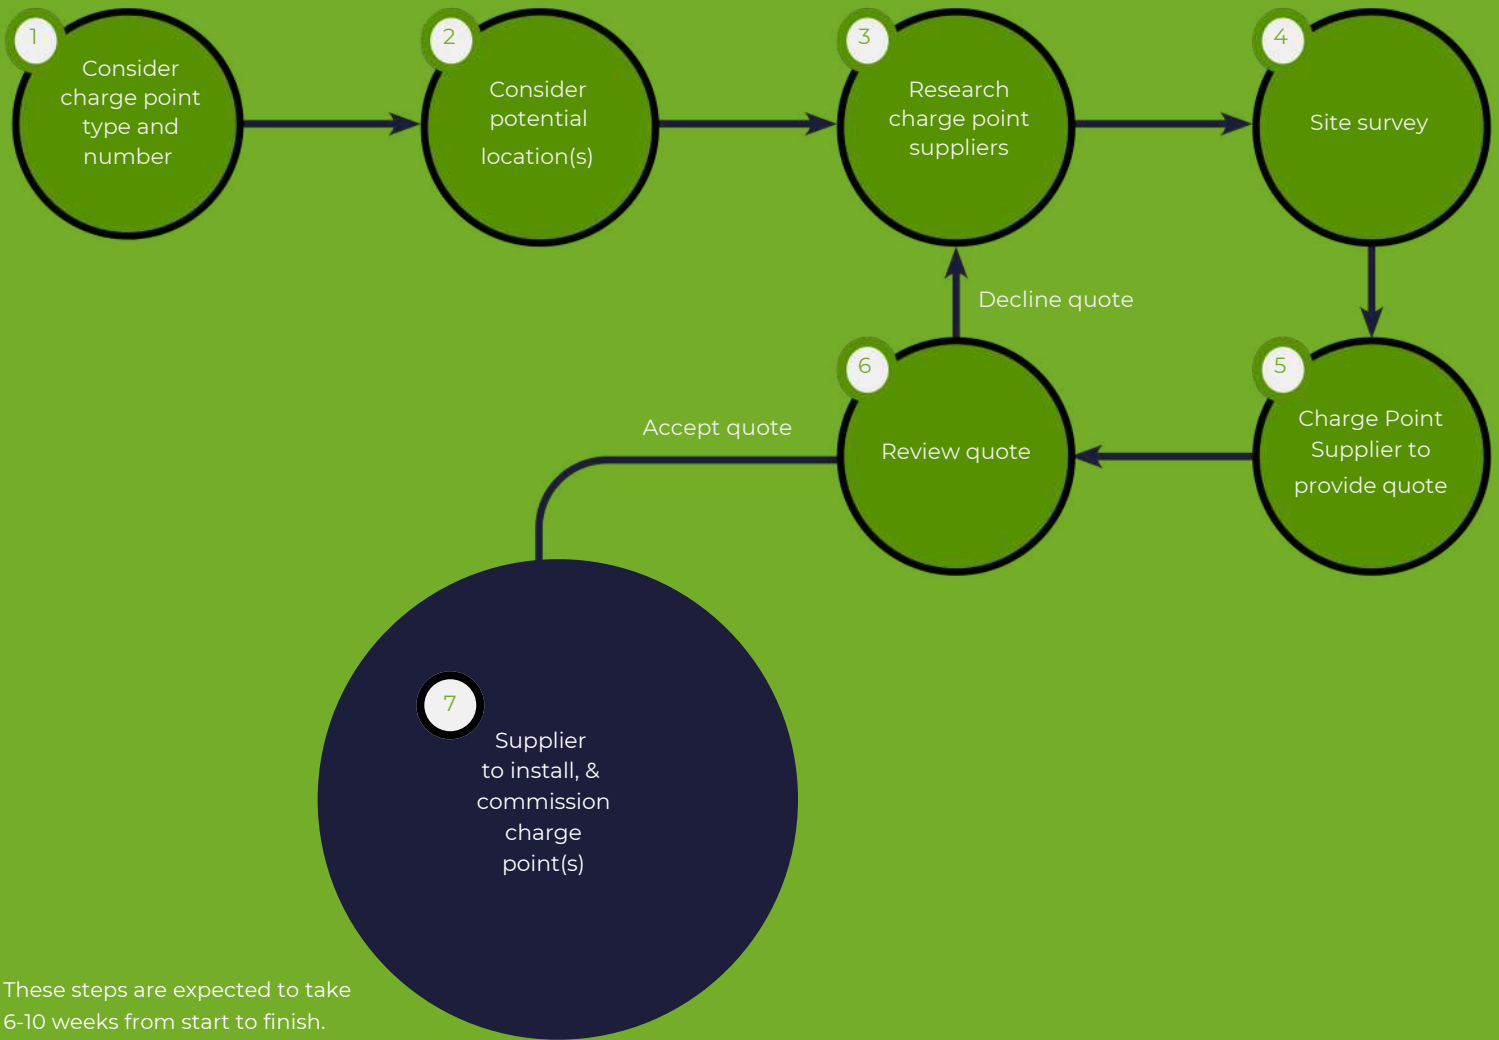 1
Consider
charge point
type and
number
2
Consider
potential
location(s)
3
Research
charge point
suppliers
4
Site survey
Decline quote
5
Charge Point
Supplier to
provide quote
6
Review quote
Accept quote
7
Supplier
to install, &
commission
charge
point(s)
These steps are expected to take
6-10 weeks from start to finish.